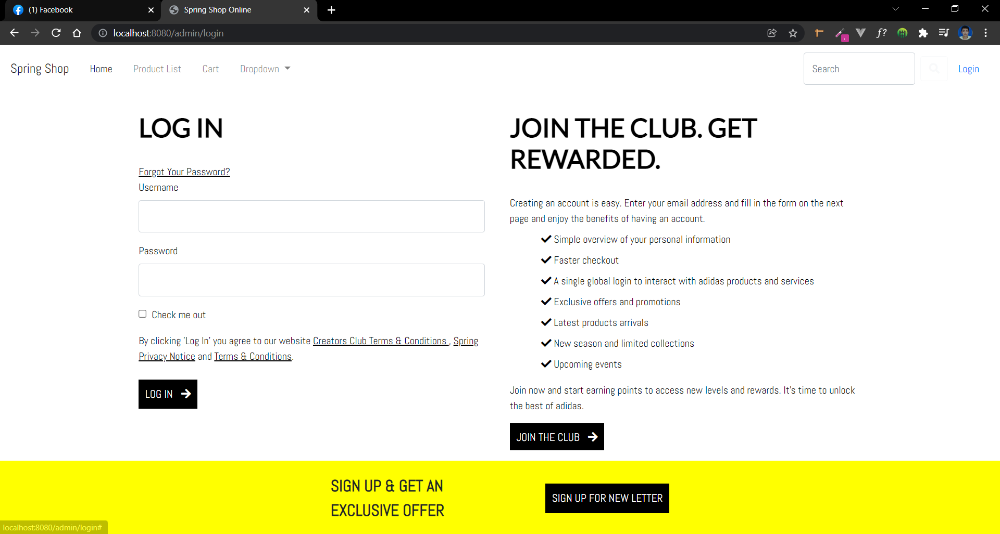 (1) Facebook
Spring Shop Online
localhost:8080/admin/login
f?
Spring Shop
Home
Product List
Cart
Dropdown
Search
Login
LOG IN
Forgot Your Password?
Username
Password
Check me out
By clicking 'Log In' you agree to our website Creators Club Terms & Conditions , Spring
Privacy Notice and Terms & Conditions.
LOG IN
JOIN THE CLUB. GET
REWARDED.
Creating an account is easy. Enter your email address and fill in the form on the next
page and enjoy the benefits of having an account.
Simple overview of your personal information
Faster checkout
A single global login to interact with adidas products and services
Exclusive offers and promotions
Latest products arrivals
New season and limited collections
Upcoming events
Join now and start earning points to access new levels and rewards. It's time to unlock
the best of adidas.
JOIN THE CLUB
SIGN UP & GET AN
EXCLUSIVE OFFER
SIGN UP FOR NEW LETTER
localhost:8080/admin/login#